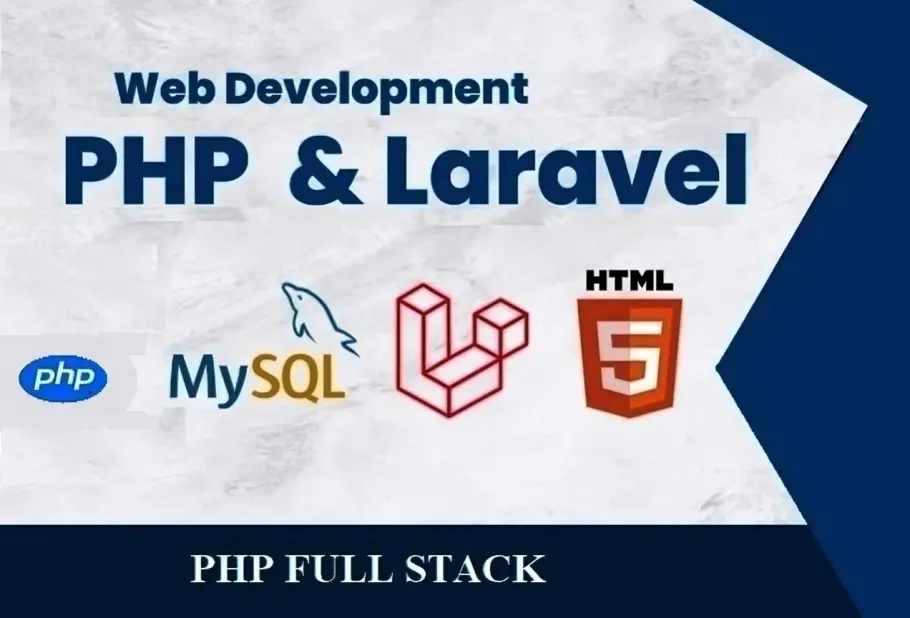 Web Development
PHP & Laravel
HTML
php
MySQL
5
PHP FULL STACK